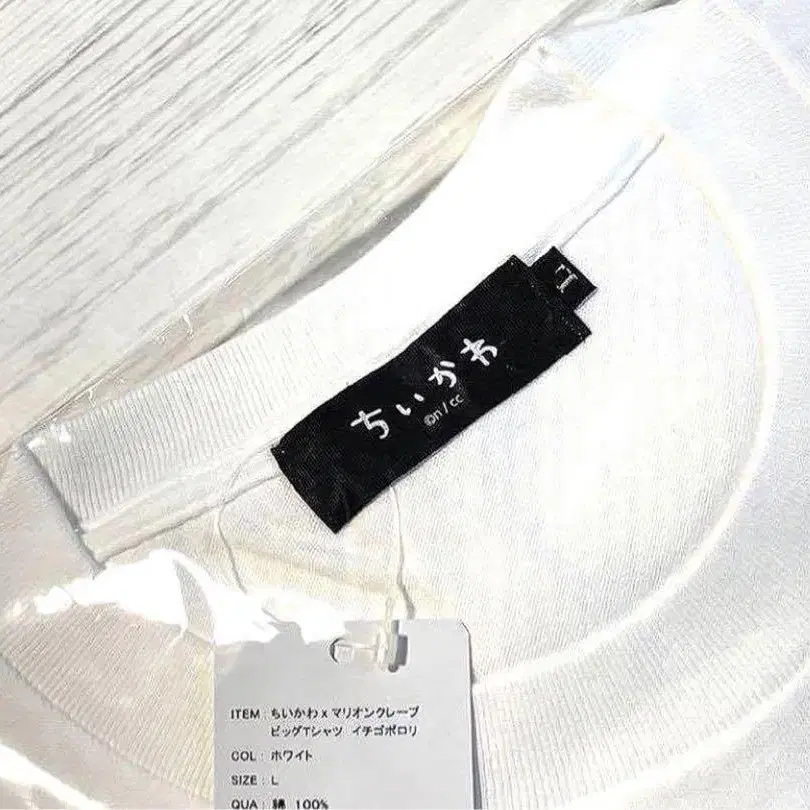 L
ちいかわ
©n / cc
ITEM : ちいかわ x マリオンクレープ
ビッグTシャツ イチゴポロリ
COL : ホワイト
SIZE : L
QUA : 綿 100%